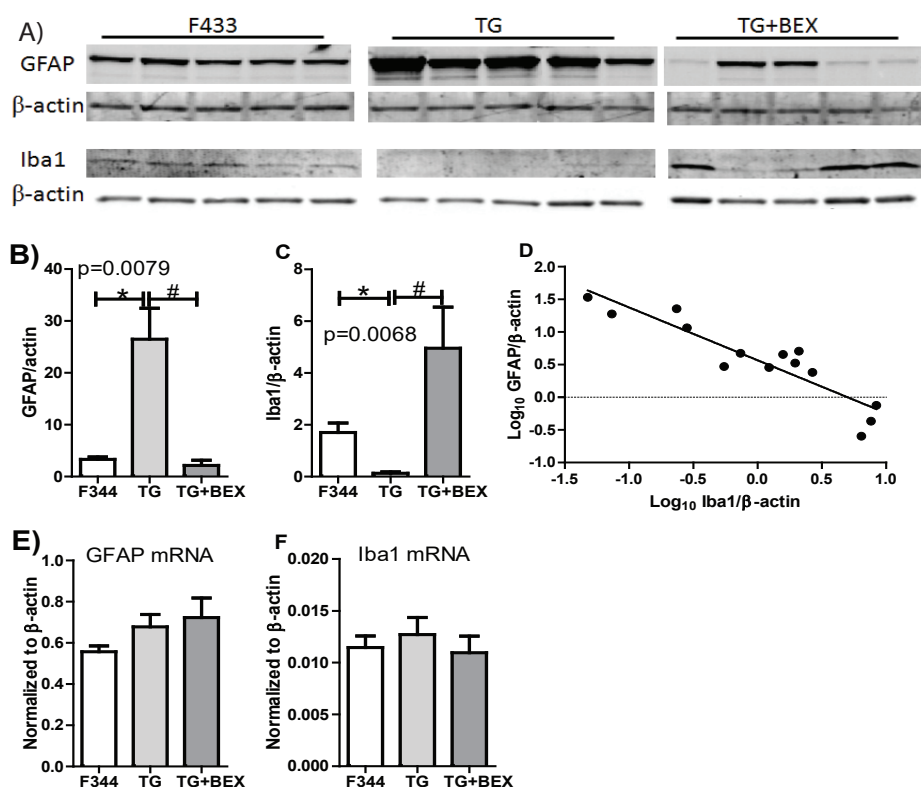 A)
F433 TG TG+BEX
GFAP
β-actin
Iba1
β-actin
B)
p=0.0079
* #
GFAP/actin
40
30
20
10
0
F344 TG TG+BEX
C
* #
p=0.0068
Iba1/β-actin
6
4
2
0
F344 TG TG+BEX
D
Log10 GFAP/β-actin
2.0
1.5
1.0
0.5
0.0
-0.5
-1.0
-1.5 -1.0 -0.5 0.0 0.5 1.0
Log10 Iba1/β-actin
E)
GFAP mRNA
Normalized to β-actin
1.0
0.8
0.6
0.4
0.2
0.0
F344 TG TG+BEX
F
Iba1 mRNA
Normalized to β-actin
0.020
0.015
0.010
0.005
0.000
F344 TG TG+BEX